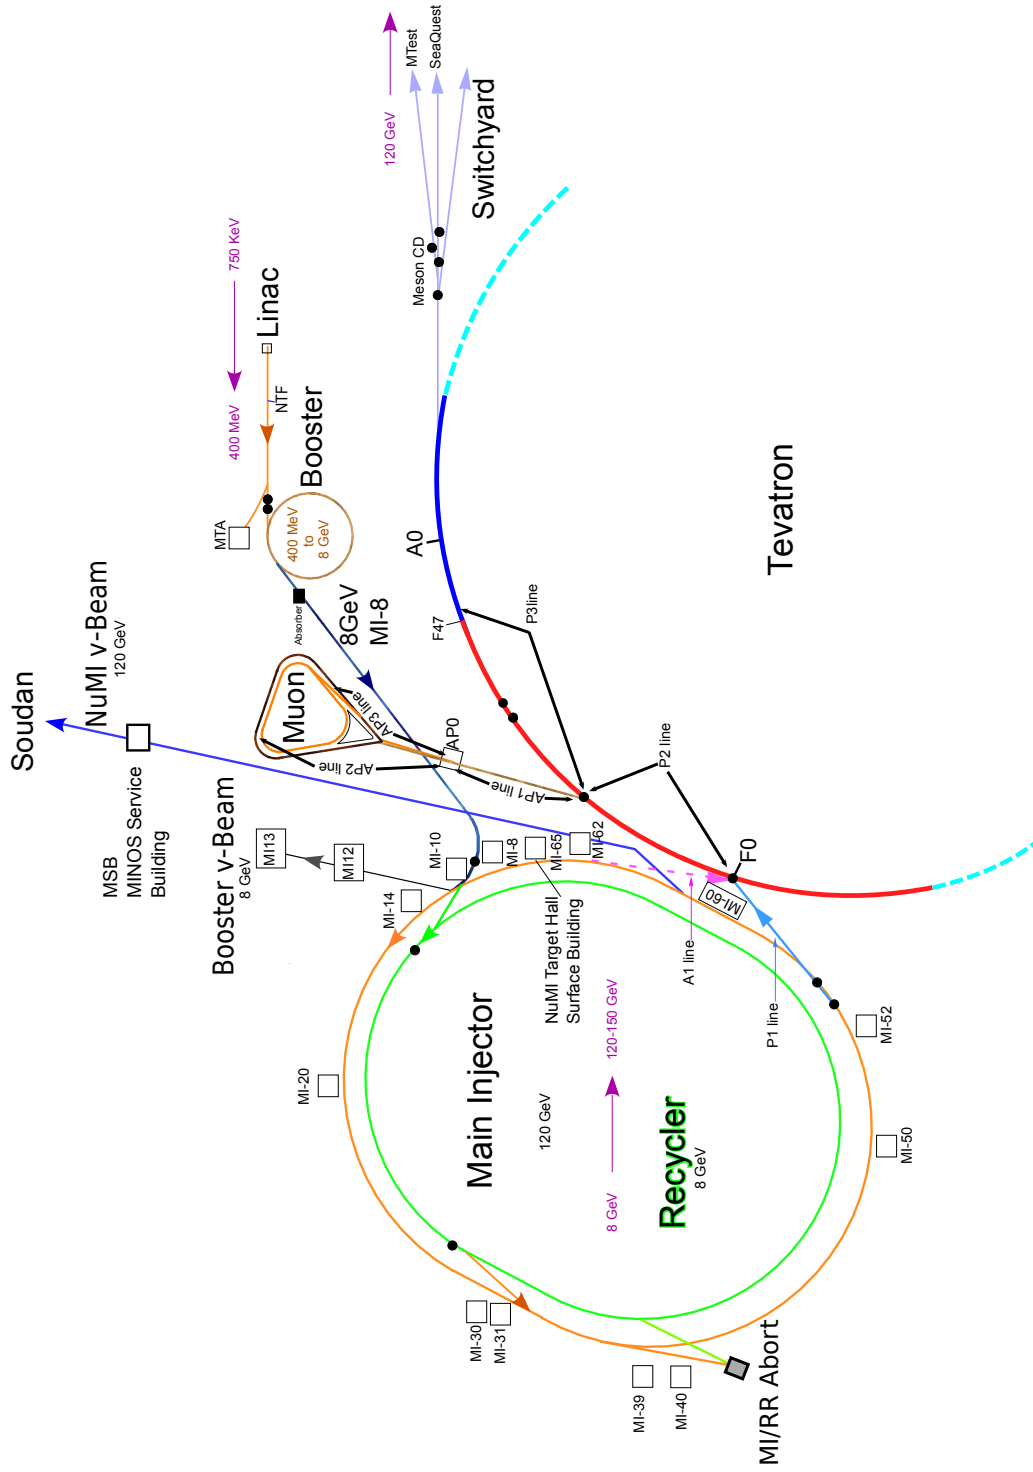 Soudan
NuMI ν-Beam
120 GeV
MSB
MINOS Service
Building
Booster ν-Beam
8 GeV
MI13
MI12
MTA
400 MeV
750 KeV
Linac
NTF
Booster
400 MeV
to
8 GeV
Absorber
8GeV
MI-8
Muon
AP3 line
AP2 line
AP0
AP1 line
120 GeV
MTest
SeaQuest
Switchyard
Meson CD
A0
F47
P3line
P2 line
Tevatron
F0
MI-60
MI-62
MI-65
MI-8
MI-10
MI-14
NuMI Target Hall
Surface Building
A1 line
P1 line
MI-52
MI-50
MI-20
Main Injector
120 GeV
8 GeV
120-150 GeV
Recycler
8 GeV
MI-30
MI-31
MI-39
MI-40
MI/RR Abort